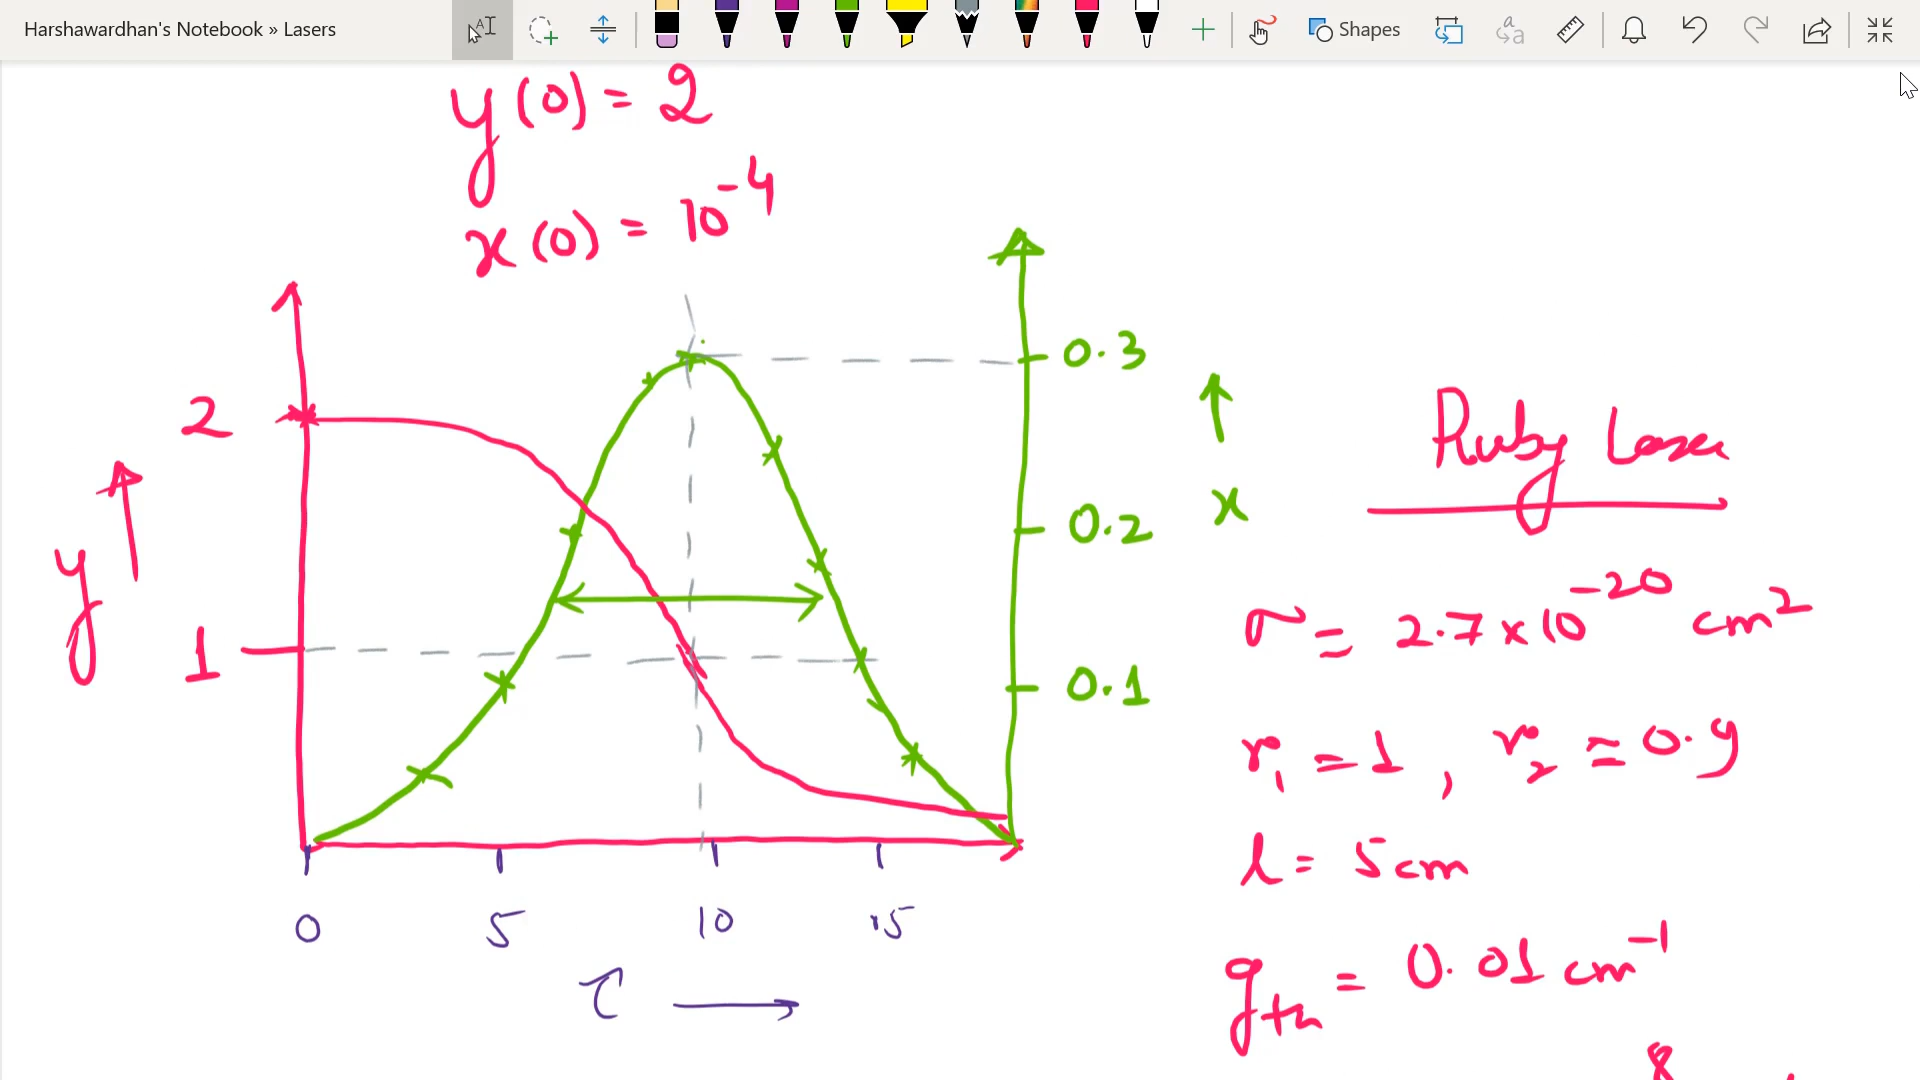 Harshawardhan's Notebook » Lasers
Shapes
y(0) = 2
x(0) = 10⁻⁴
0.3
2
Ruby Laser
x
0.2
y
σ = 2.7 × 10⁻²⁰ cm²
1
0.1
r₁ = 1 , r₂ = 0.9
l = 5 cm
0 5 10 15
g_th = 0.01 cm⁻¹
τ
8